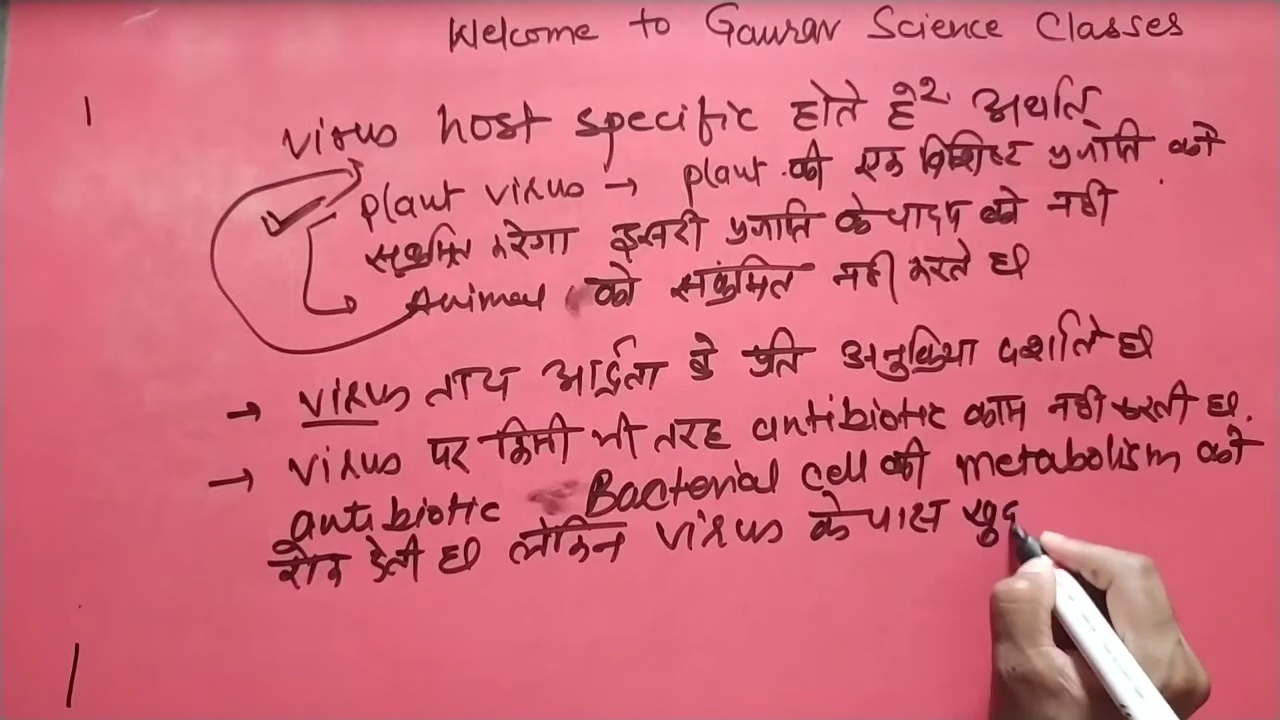 Welcome to Gaurav Science Classes
Virus host specific होते है2. अर्थात
plant virus → plant की एक विशिष्ट प्रजाति को
संक्रमित करेगा दूसरी प्रजाति के पादप को नही
Animal को संक्रमित नही करते है।
→ virus ताप आर्द्रता के प्रति अनुक्रिया दर्शाते है।
→ virus पर किसी भी तरह antibiotic काम नही करती है।.
antibiotic Bacterial cell की metabolism को
रोक देती है। लेकिन virus के पास खुद